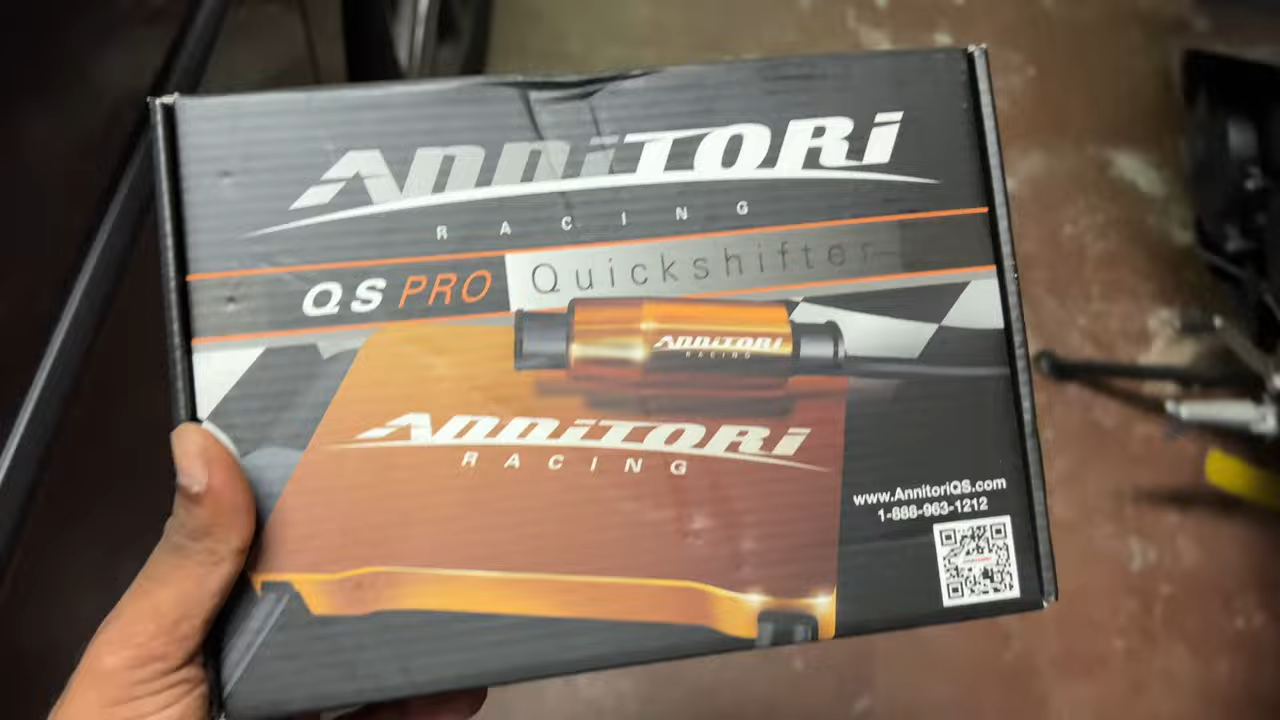 ANNITORI
RACING
QS PRO Quickshifter
ANNITORI
RACING
ANNITORI
RACING
www.AnnitoriQS.com
1-888-963-1212